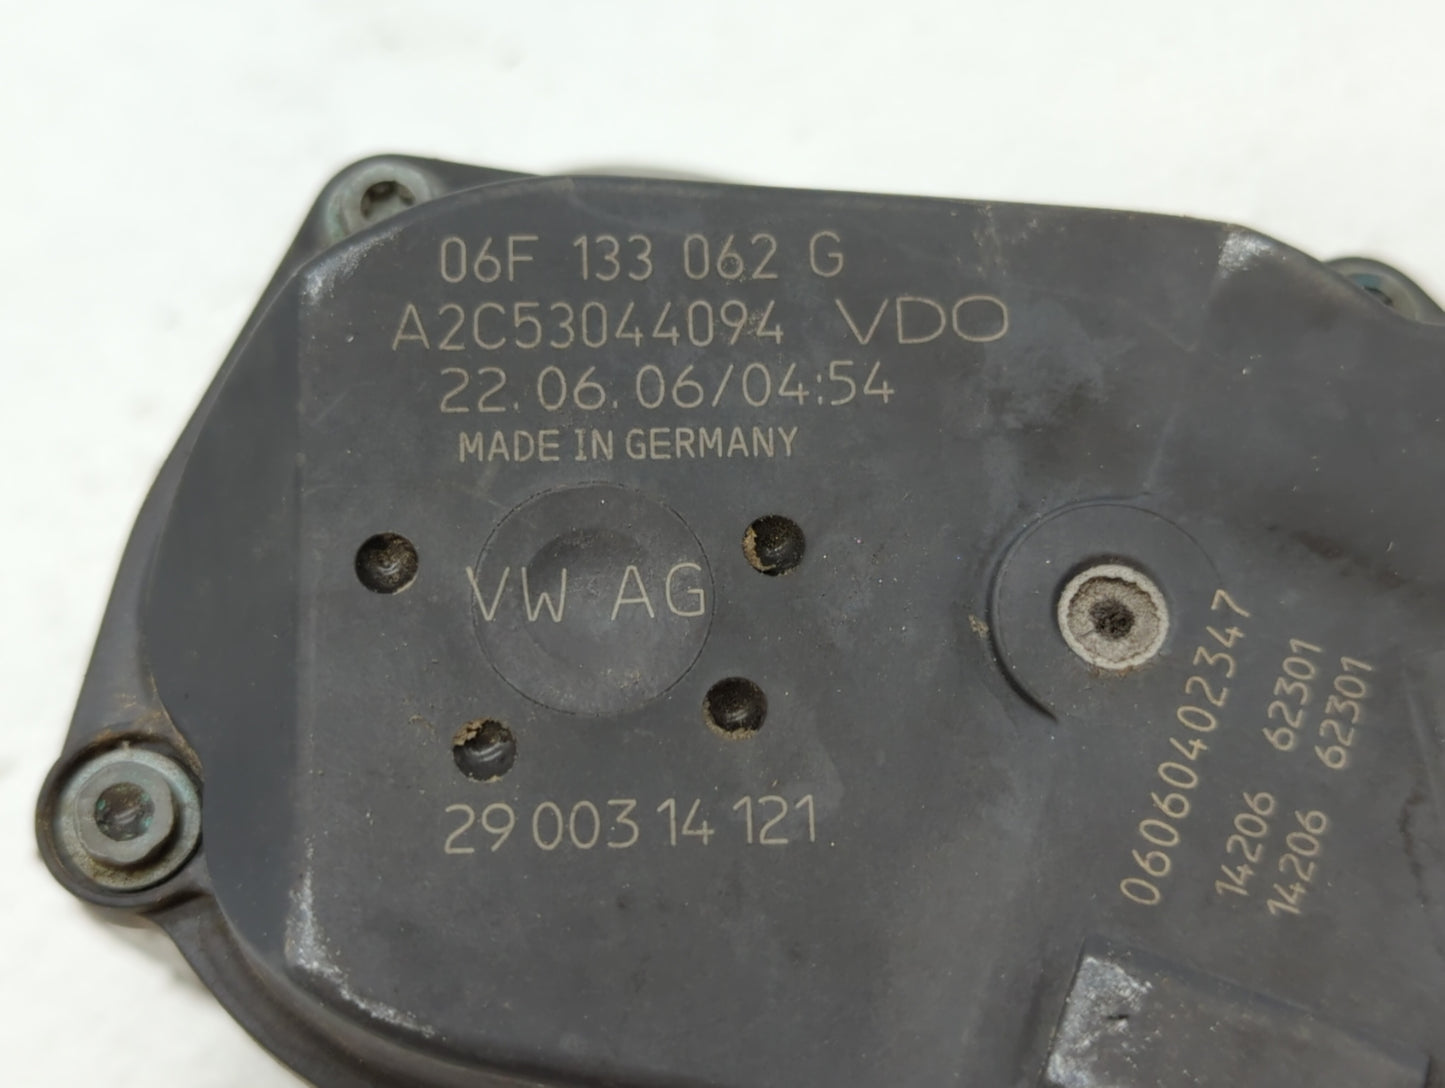 06F 133 062 G
A2C53044094 VDO
22.06.06/04:54
MADE IN GERMANY
VW AG
29 003 14 121
06060402347
14206 62301
14206 62301